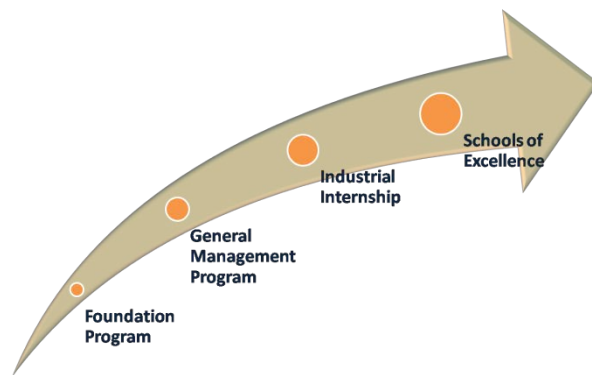 Schools of
Excellence
Industrial
Internship
General
Management
Program
Foundation
Program